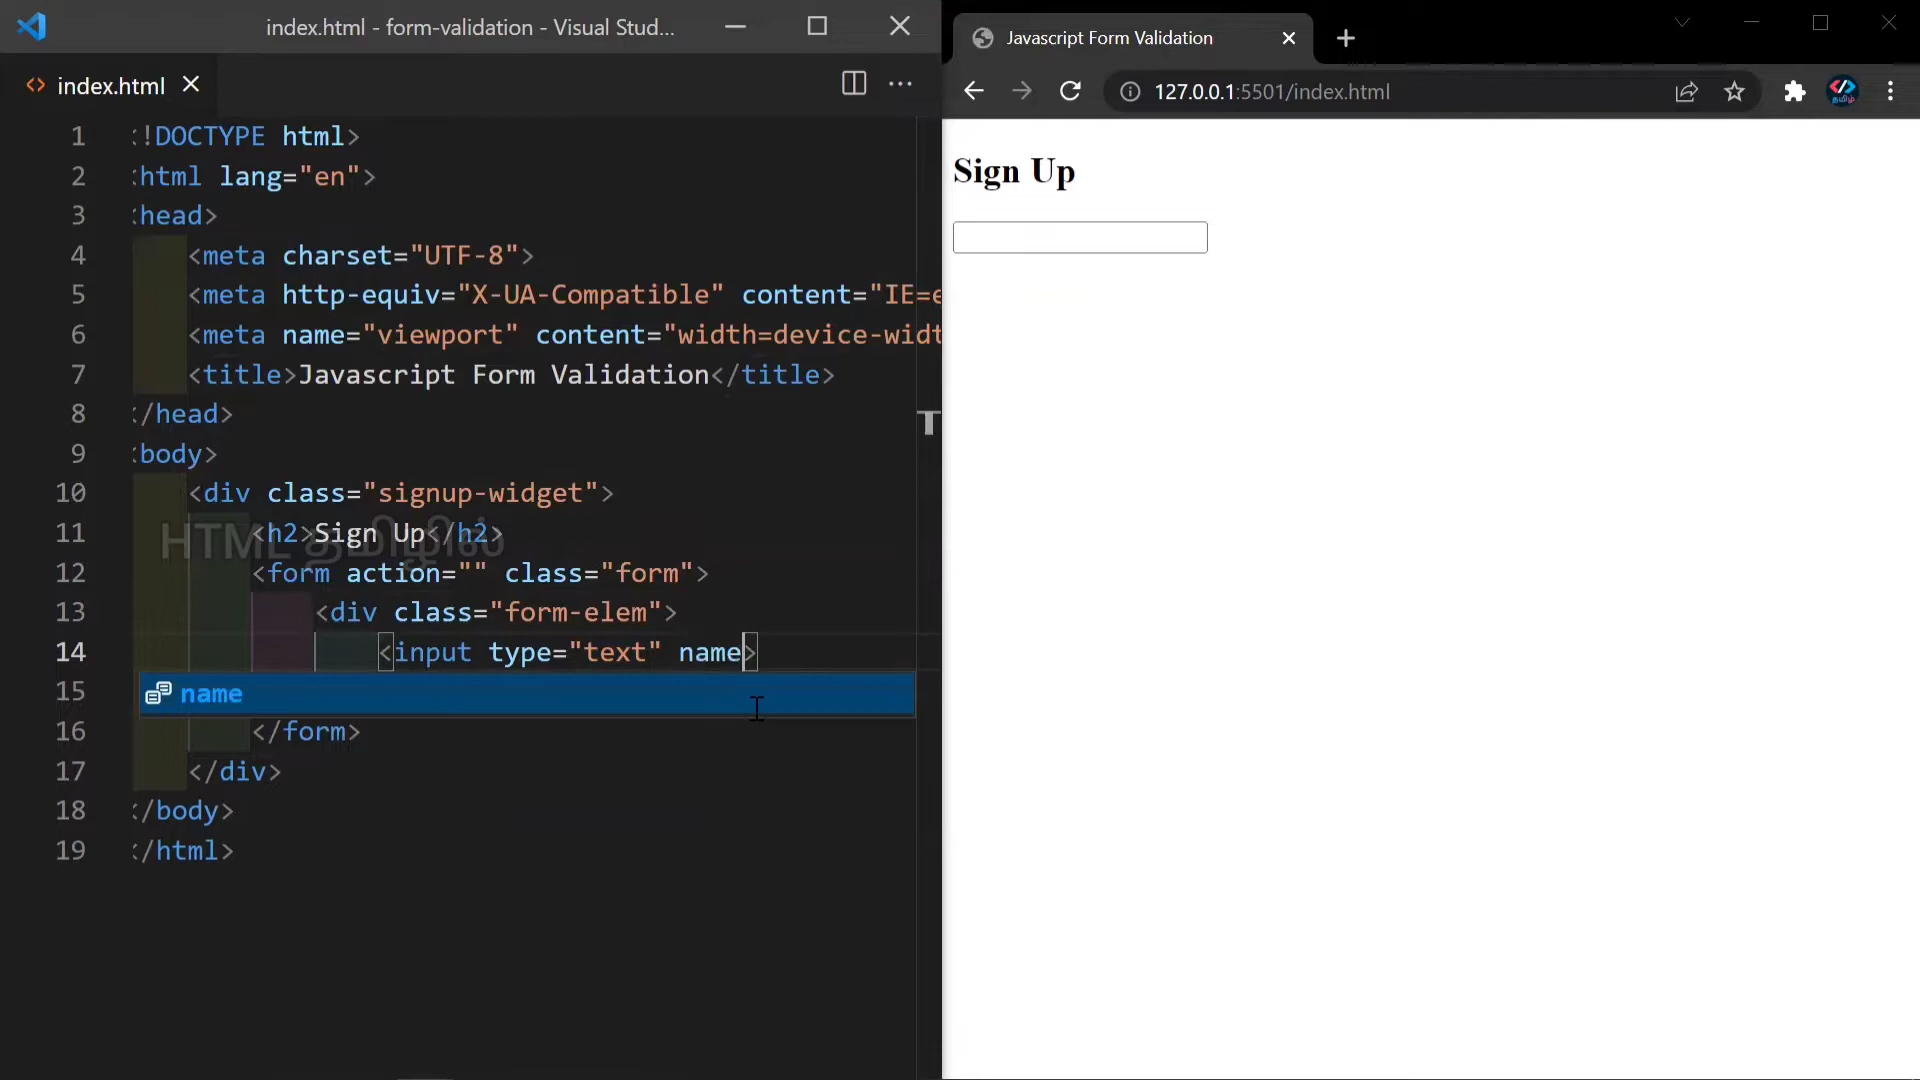 index.html - form-validation - Visual Stud...
index.html
1 <!DOCTYPE html>
2 <html lang="en">
3 <head>
4 <meta charset="UTF-8">
5 <meta http-equiv="X-UA-Compatible" content="IE=e
6 <meta name="viewport" content="width=device-widt
7 <title>Javascript Form Validation</title>
8 </head>
9 <body>
10 <div class="signup-widget">
11 <h2>Sign Up</h2>
HTML தமிழில்
12 <form action="" class="form">
13 <div class="form-elem">
14 <input type="text" name>
15 name
16 </form>
17 </div>
18 </body>
19 </html>
Javascript Form Validation
127.0.0.1:5501/index.html
தமிழ்
Sign Up